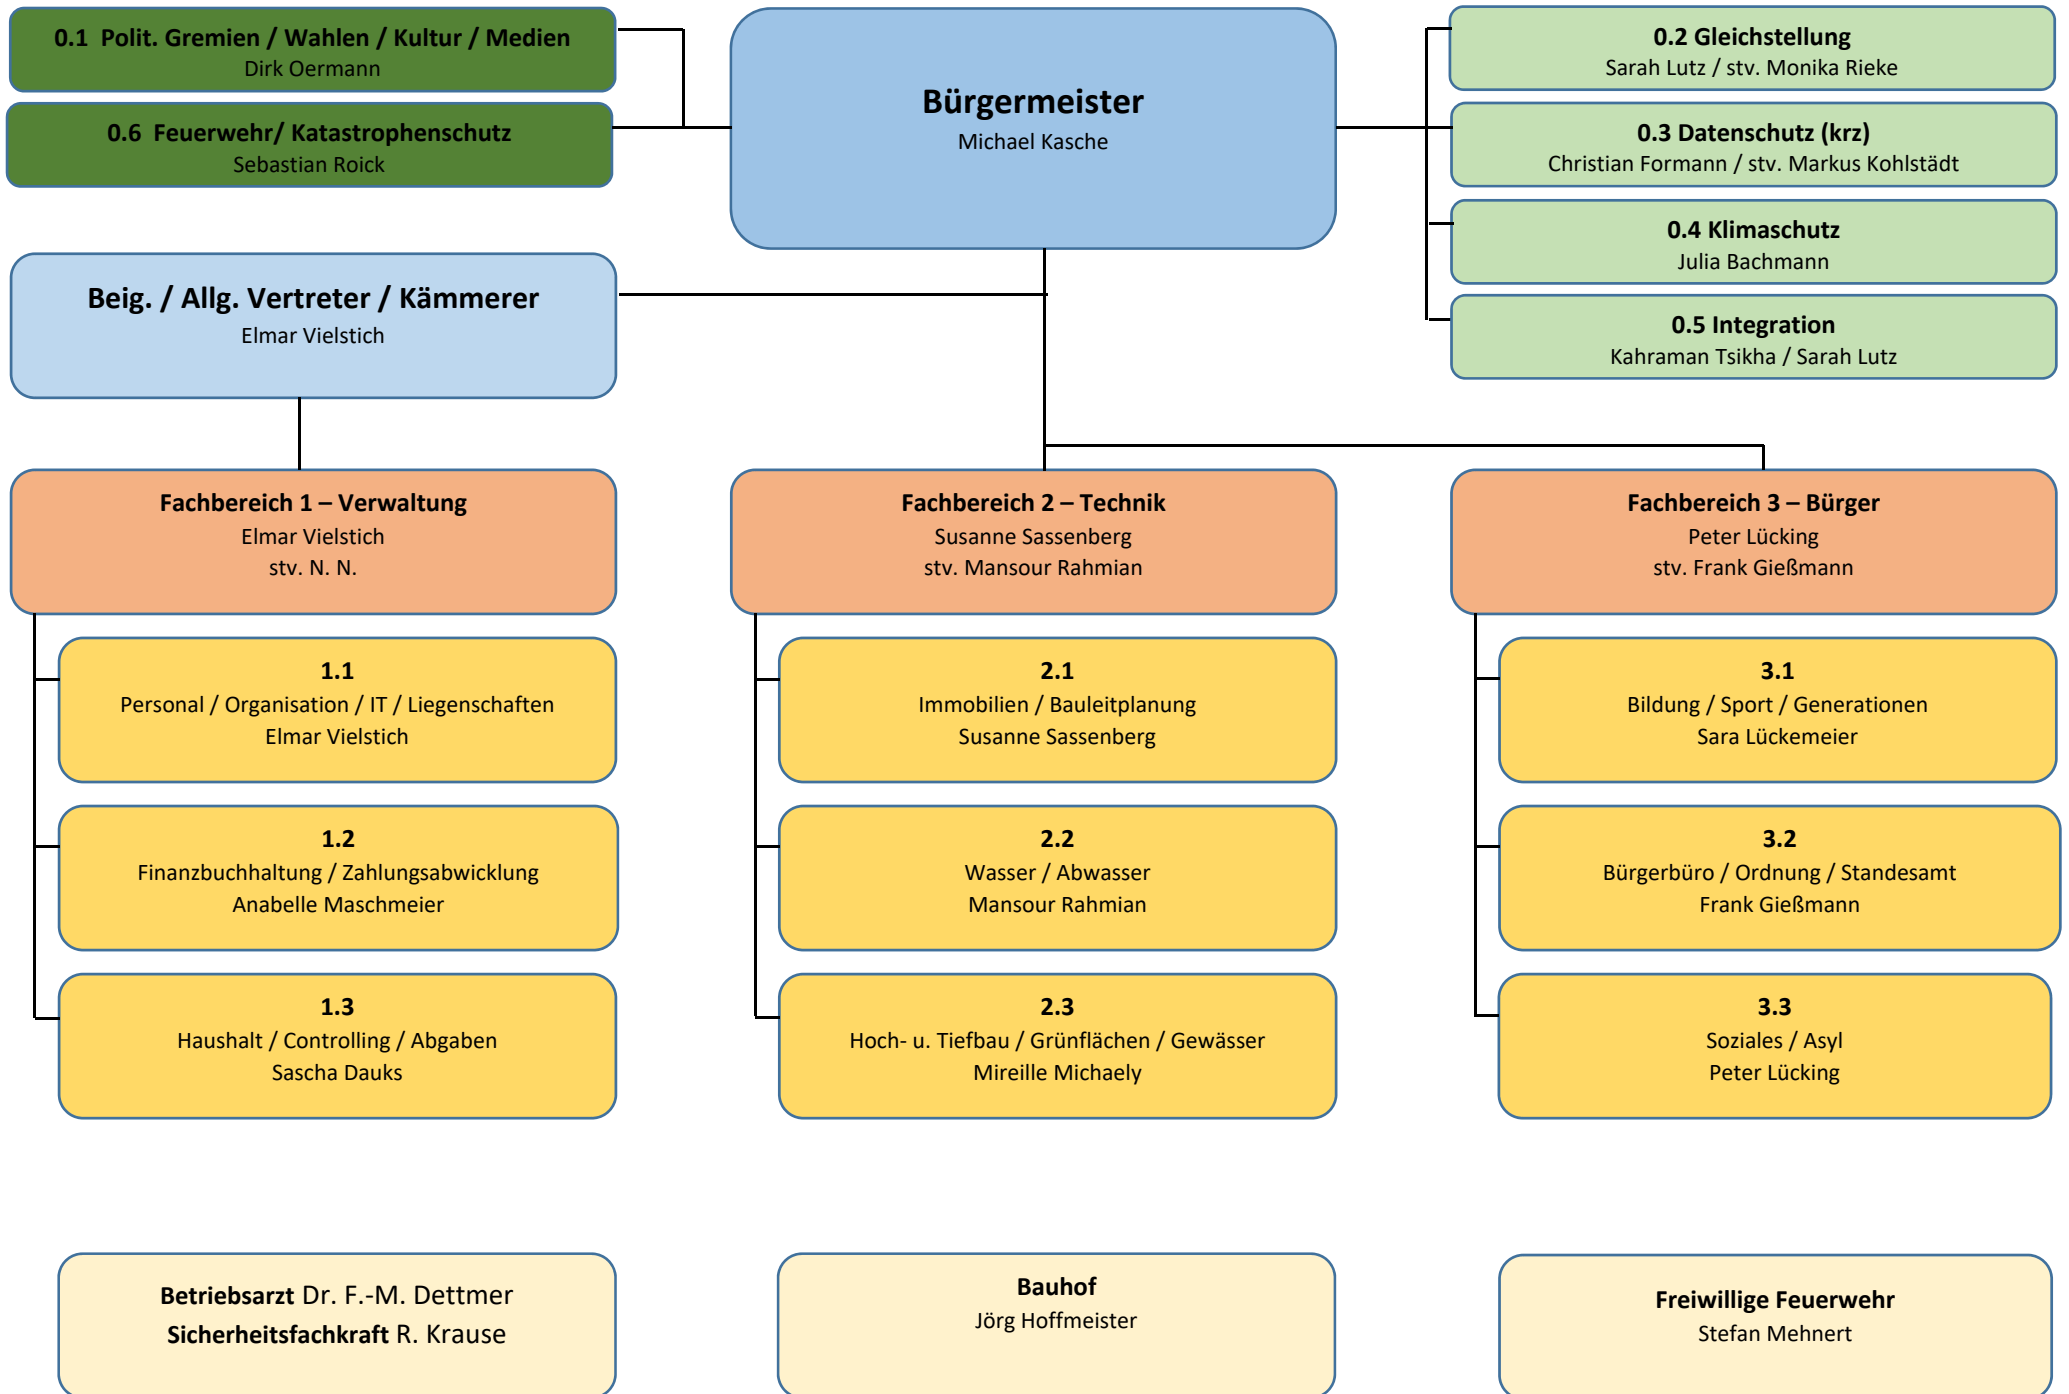 0.1 Polit. Gremien / Wahlen / Kultur / Medien
Dirk Oermann
0.6 Feuerwehr/ Katastrophenschutz
Sebastian Roick
Bürgermeister
Michael Kasche
0.2 Gleichstellung
Sarah Lutz / stv. Monika Rieke
0.3 Datenschutz (krz)
Christian Formann / stv. Markus Kohlstädt
0.4 Klimaschutz
Julia Bachmann
0.5 Integration
Kahraman Tsikha / Sarah Lutz
Beig. / Allg. Vertreter / Kämmerer
Elmar Vielstich
Fachbereich 1 – Verwaltung
Elmar Vielstich
stv. N. N.
1.1
Personal / Organisation / IT / Liegenschaften
Elmar Vielstich
1.2
Finanzbuchhaltung / Zahlungsabwicklung
Anabelle Maschmeier
1.3
Haushalt / Controlling / Abgaben
Sascha Dauks
Fachbereich 2 – Technik
Susanne Sassenberg
stv. Mansour Rahmian
2.1
Immobilien / Bauleitplanung
Susanne Sassenberg
2.2
Wasser / Abwasser
Mansour Rahmian
2.3
Hoch- u. Tiefbau / Grünflächen / Gewässer
Mireille Michaely
Fachbereich 3 – Bürger
Peter Lücking
stv. Frank Gießmann
3.1
Bildung / Sport / Generationen
Sara Lückemeier
3.2
Bürgerbüro / Ordnung / Standesamt
Frank Gießmann
3.3
Soziales / Asyl
Peter Lücking
Betriebsarzt Dr. F.-M. Dettmer
Sicherheitsfachkraft R. Krause
Bauhof
Jörg Hoffmeister
Freiwillige Feuerwehr
Stefan Mehnert